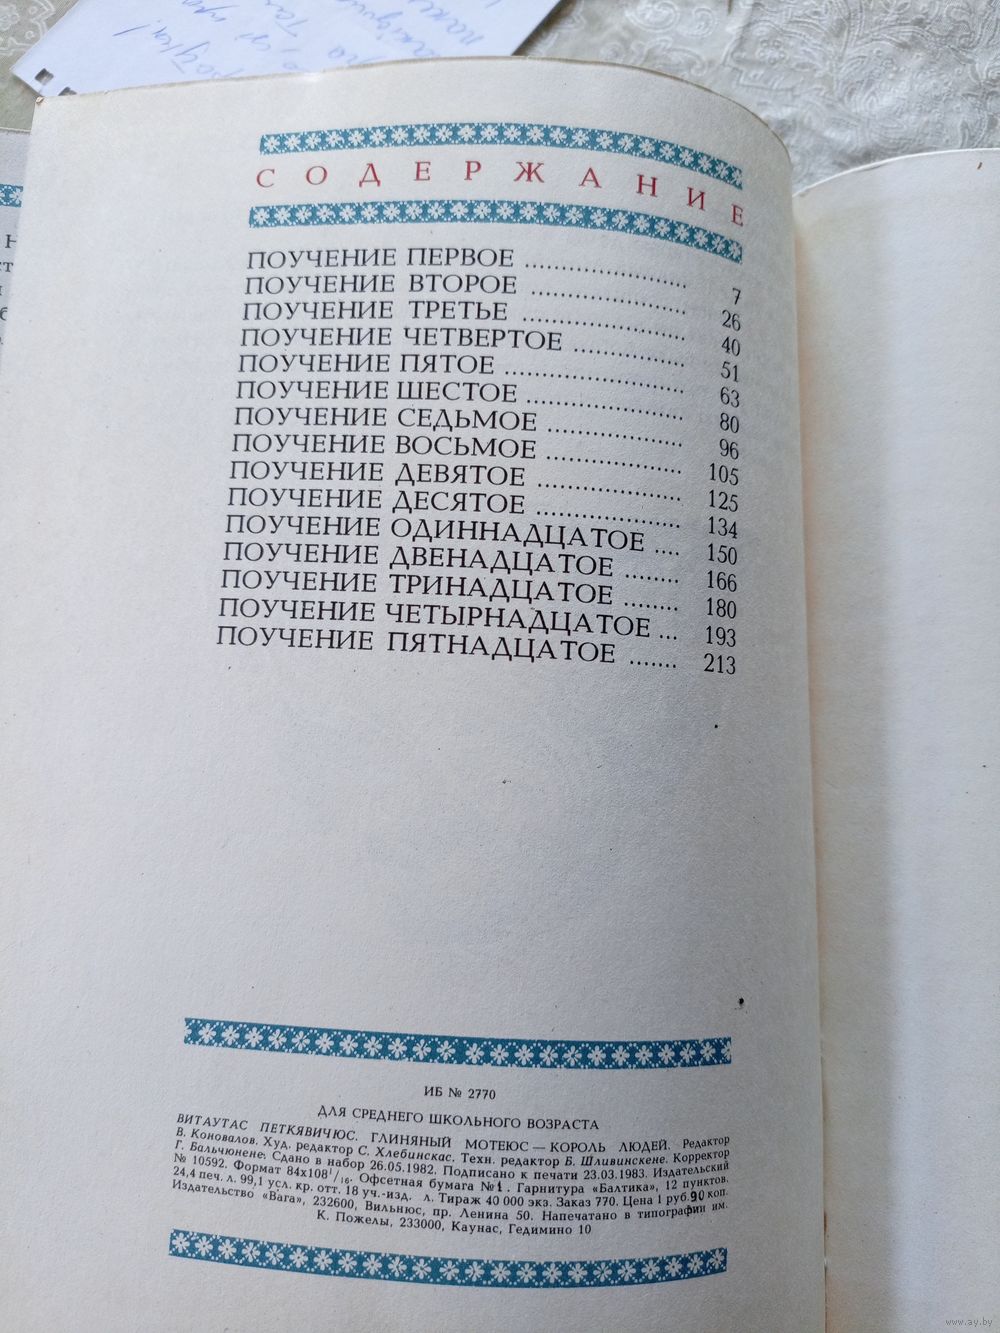 СОДЕРЖАНИЕ
ПОУЧЕНИЕ ПЕРВОЕ ........................ 7
ПОУЧЕНИЕ ВТОРОЕ ....................... 26
ПОУЧЕНИЕ ТРЕТЬЕ ........................ 40
ПОУЧЕНИЕ ЧЕТВЕРТОЕ ................ 51
ПОУЧЕНИЕ ПЯТОЕ .......................... 63
ПОУЧЕНИЕ ШЕСТОЕ ....................... 80
ПОУЧЕНИЕ СЕДЬМОЕ .................... 96
ПОУЧЕНИЕ ВОСЬМОЕ .................... 105
ПОУЧЕНИЕ ДЕВЯТОЕ ..................... 125
ПОУЧЕНИЕ ДЕСЯТОЕ ..................... 134
ПОУЧЕНИЕ ОДИННАДЦАТОЕ .... 150
ПОУЧЕНИЕ ДВЕНАДЦАТОЕ ........ 166
ПОУЧЕНИЕ ТРИНАДЦАТОЕ ........ 180
ПОУЧЕНИЕ ЧЕТЫРНАДЦАТОЕ ... 193
ПОУЧЕНИЕ ПЯТНАДЦАТОЕ ....... 213
ИБ № 2770
ДЛЯ СРЕДНЕГО ШКОЛЬНОГО ВОЗРАСТА
ВИТАУТАС ПЕТКЯВИЧЮС. ГЛИНЯНЫЙ МОТЕЮС — КОРОЛЬ ЛЮДЕЙ. Редактор
В. Коновалов. Худ. редактор С. Хлебинскас. Техн. редактор Б. Шливинскене. Корректор
Г. Бальчюнене. Сдано в набор 26.05.1982. Подписано к печати 23.03.1983. Издательский
№ 10592. Формат 84х108¹/₁₆. Офсетная бумага №1. Гарнитура «Балтика», 12 пунктов.
24,4 печ. л. 99,1 усл. кр. отт. 18 уч.-изд. л. Тираж 40 000 экз. Заказ 770. Цена 1 руб. 90 коп.
Издательство «Вага», 232600, Вильнюс, пр. Ленина 50. Напечатано в типографии им.
К. Пожелы, 233000, Каунас, Гедимино 10
www.ay.by